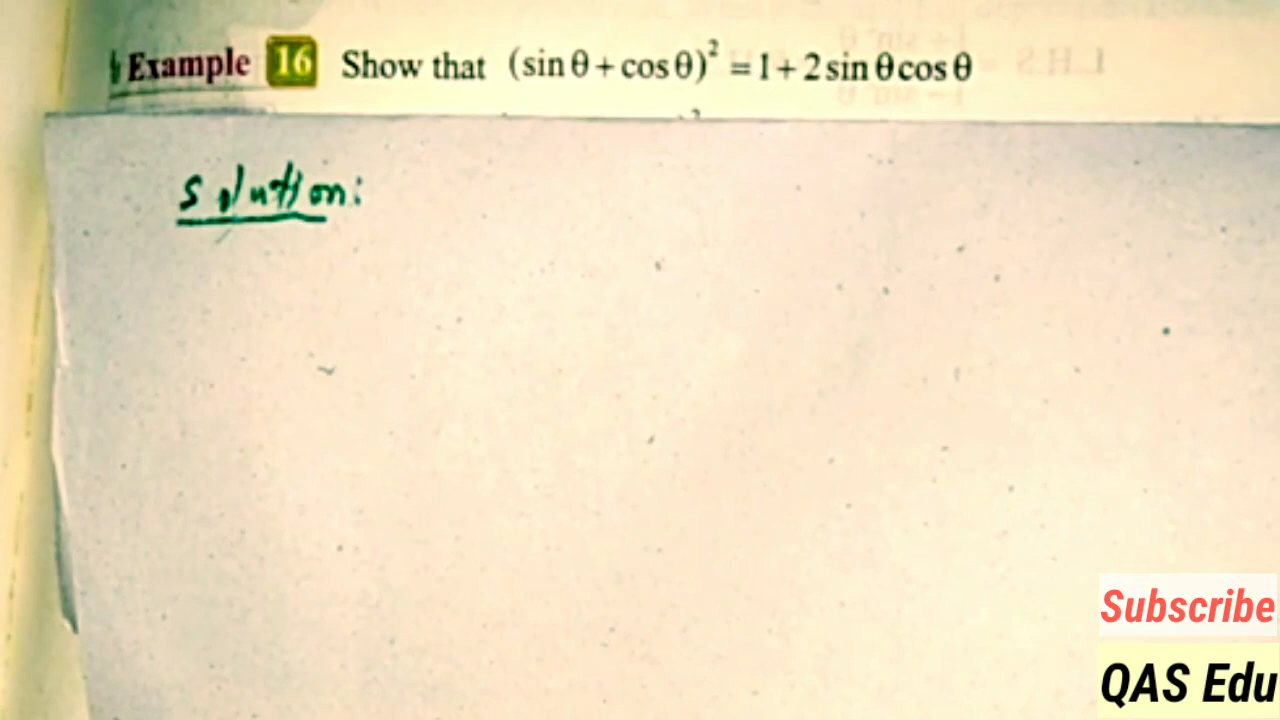 Example 16 Show that (sin θ + cos θ)² = 1 + 2 sin θ cos θ
Solution:
Subscribe
QAS Edu